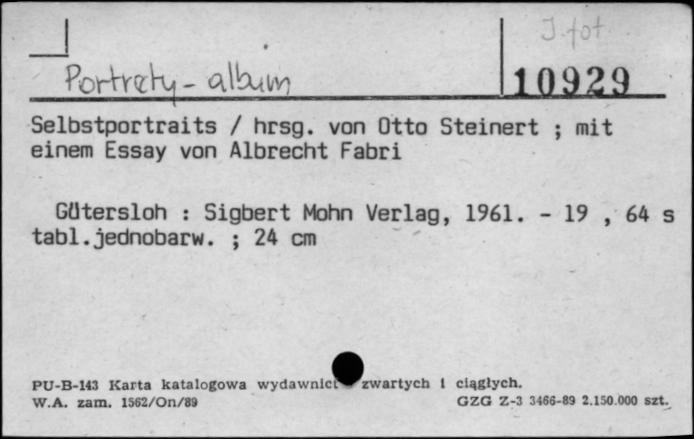 J.fot
Portrety - album
10929
Selbstportraits / hrsg. von Otto Steinert ; mit
einem Essay von Albrecht Fabri
Gütersloh : Sigbert Mohn Verlag, 1961. - 19 , 64 s
tabl.jednobarw. ; 24 cm
PU-B-143 Karta katalogowa wydawnict zwartych i ciągłych.
W.A. zam. 1562/On/89 GZG Z-3 3466-89 2.150.000 szt.